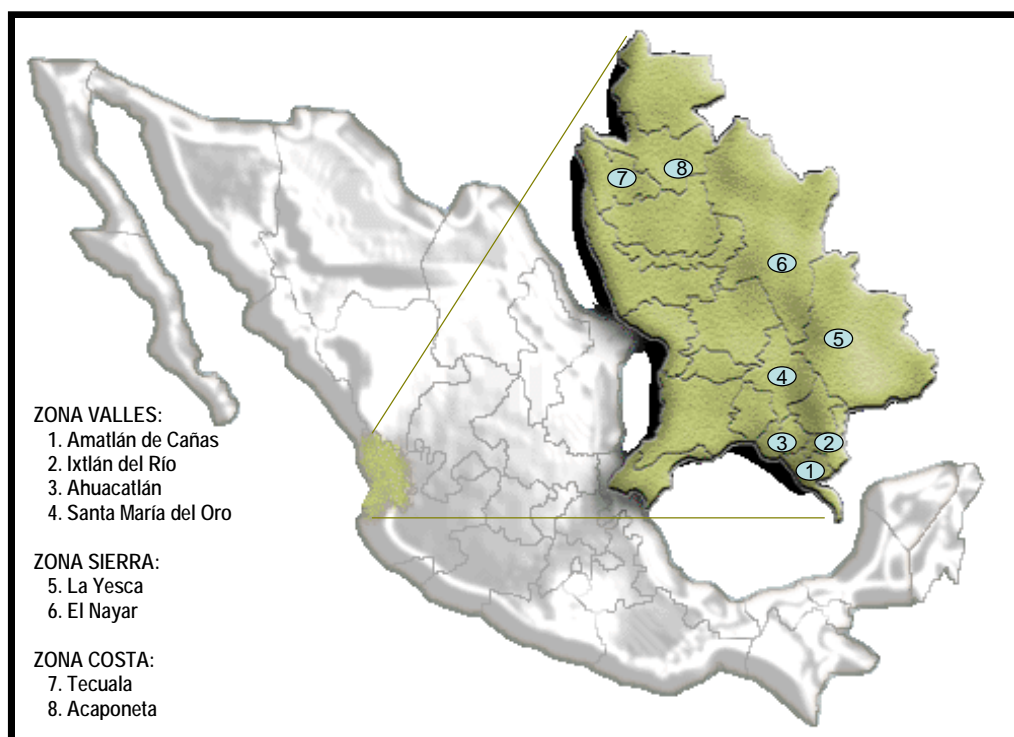 7
8
6
5
4
3
2
1
ZONA VALLES:
1. Amatlán de Cañas
2. Ixtlán del Río
3. Ahuacatlán
4. Santa María del Oro
ZONA SIERRA:
5. La Yesca
6. El Nayar
ZONA COSTA:
7. Tecuala
8. Acaponeta